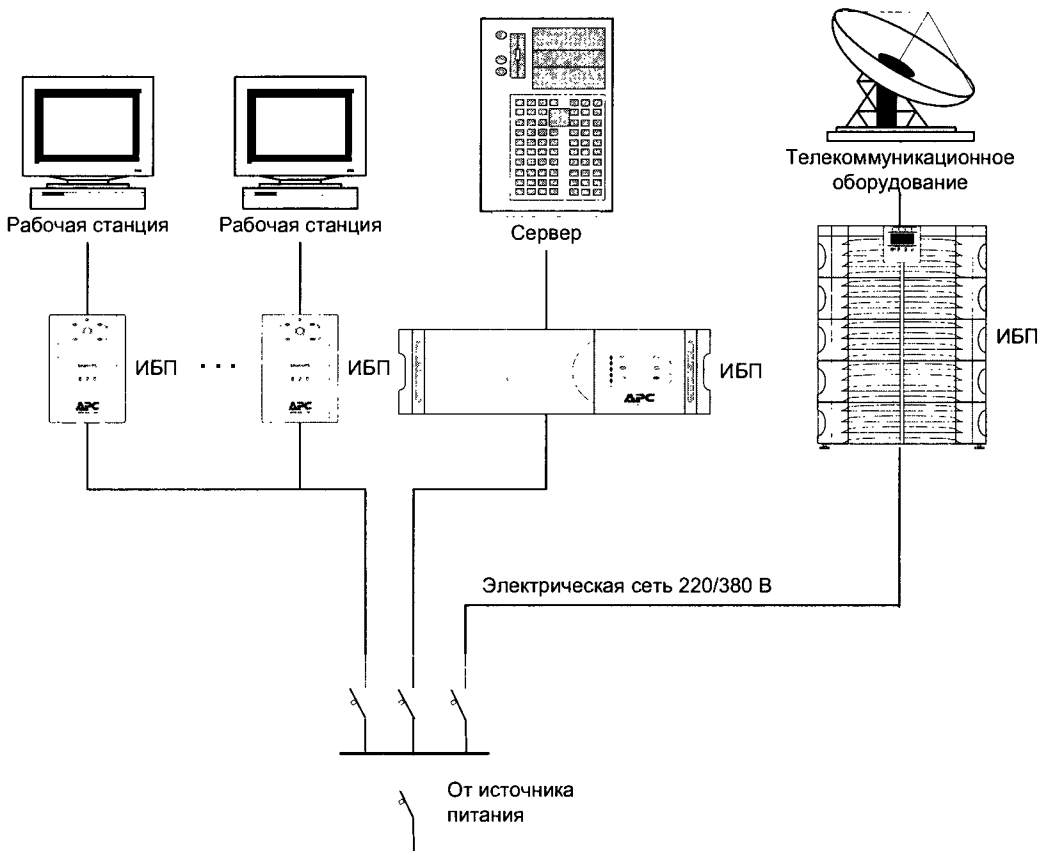 Телекоммуникационное
оборудование
Рабочая станция
Рабочая станция
Сервер
ИБП
. . .
ИБП
ИБП
ИБП
APC
APC
APC
Электрическая сеть 220/380 В
От источника
питания